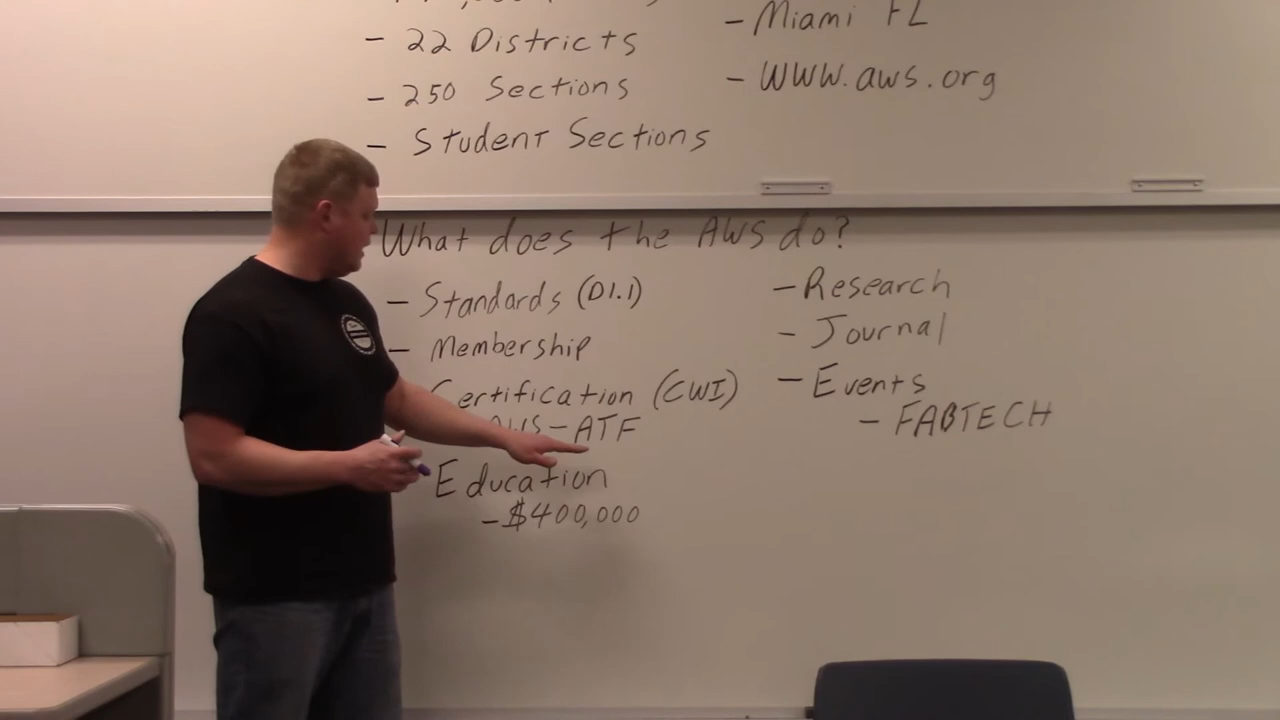 - 22 Districts
- 250 Sections
- Student Sections
- Miami FL
- WWW.aws.org
What does the AWS do?
- Standards (D1.1)
- Membership
Certification (CWI)
AWS-ATF
Education
- $400,000
- Research
- Journal
- Events
- FABTECH